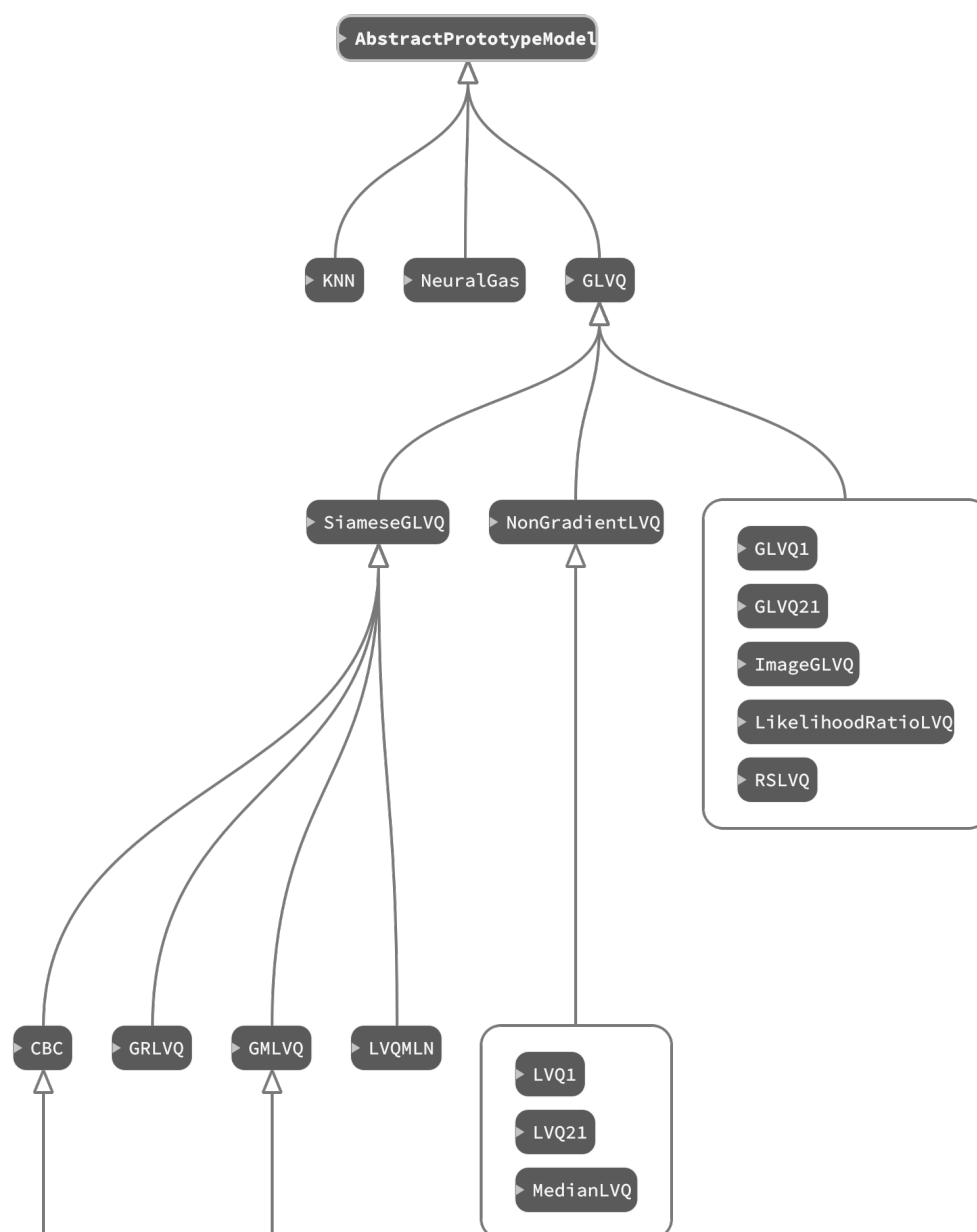 AbstractPrototypeModel
KNN
NeuralGas
GLVQ
SiameseGLVQ
NonGradientLVQ
GLVQ1
GLVQ21
ImageGLVQ
LikelihoodRatioLVQ
RSLVQ
CBC
GRLVQ
GMLVQ
LVQMLN
LVQ1
LVQ21
MedianLVQ